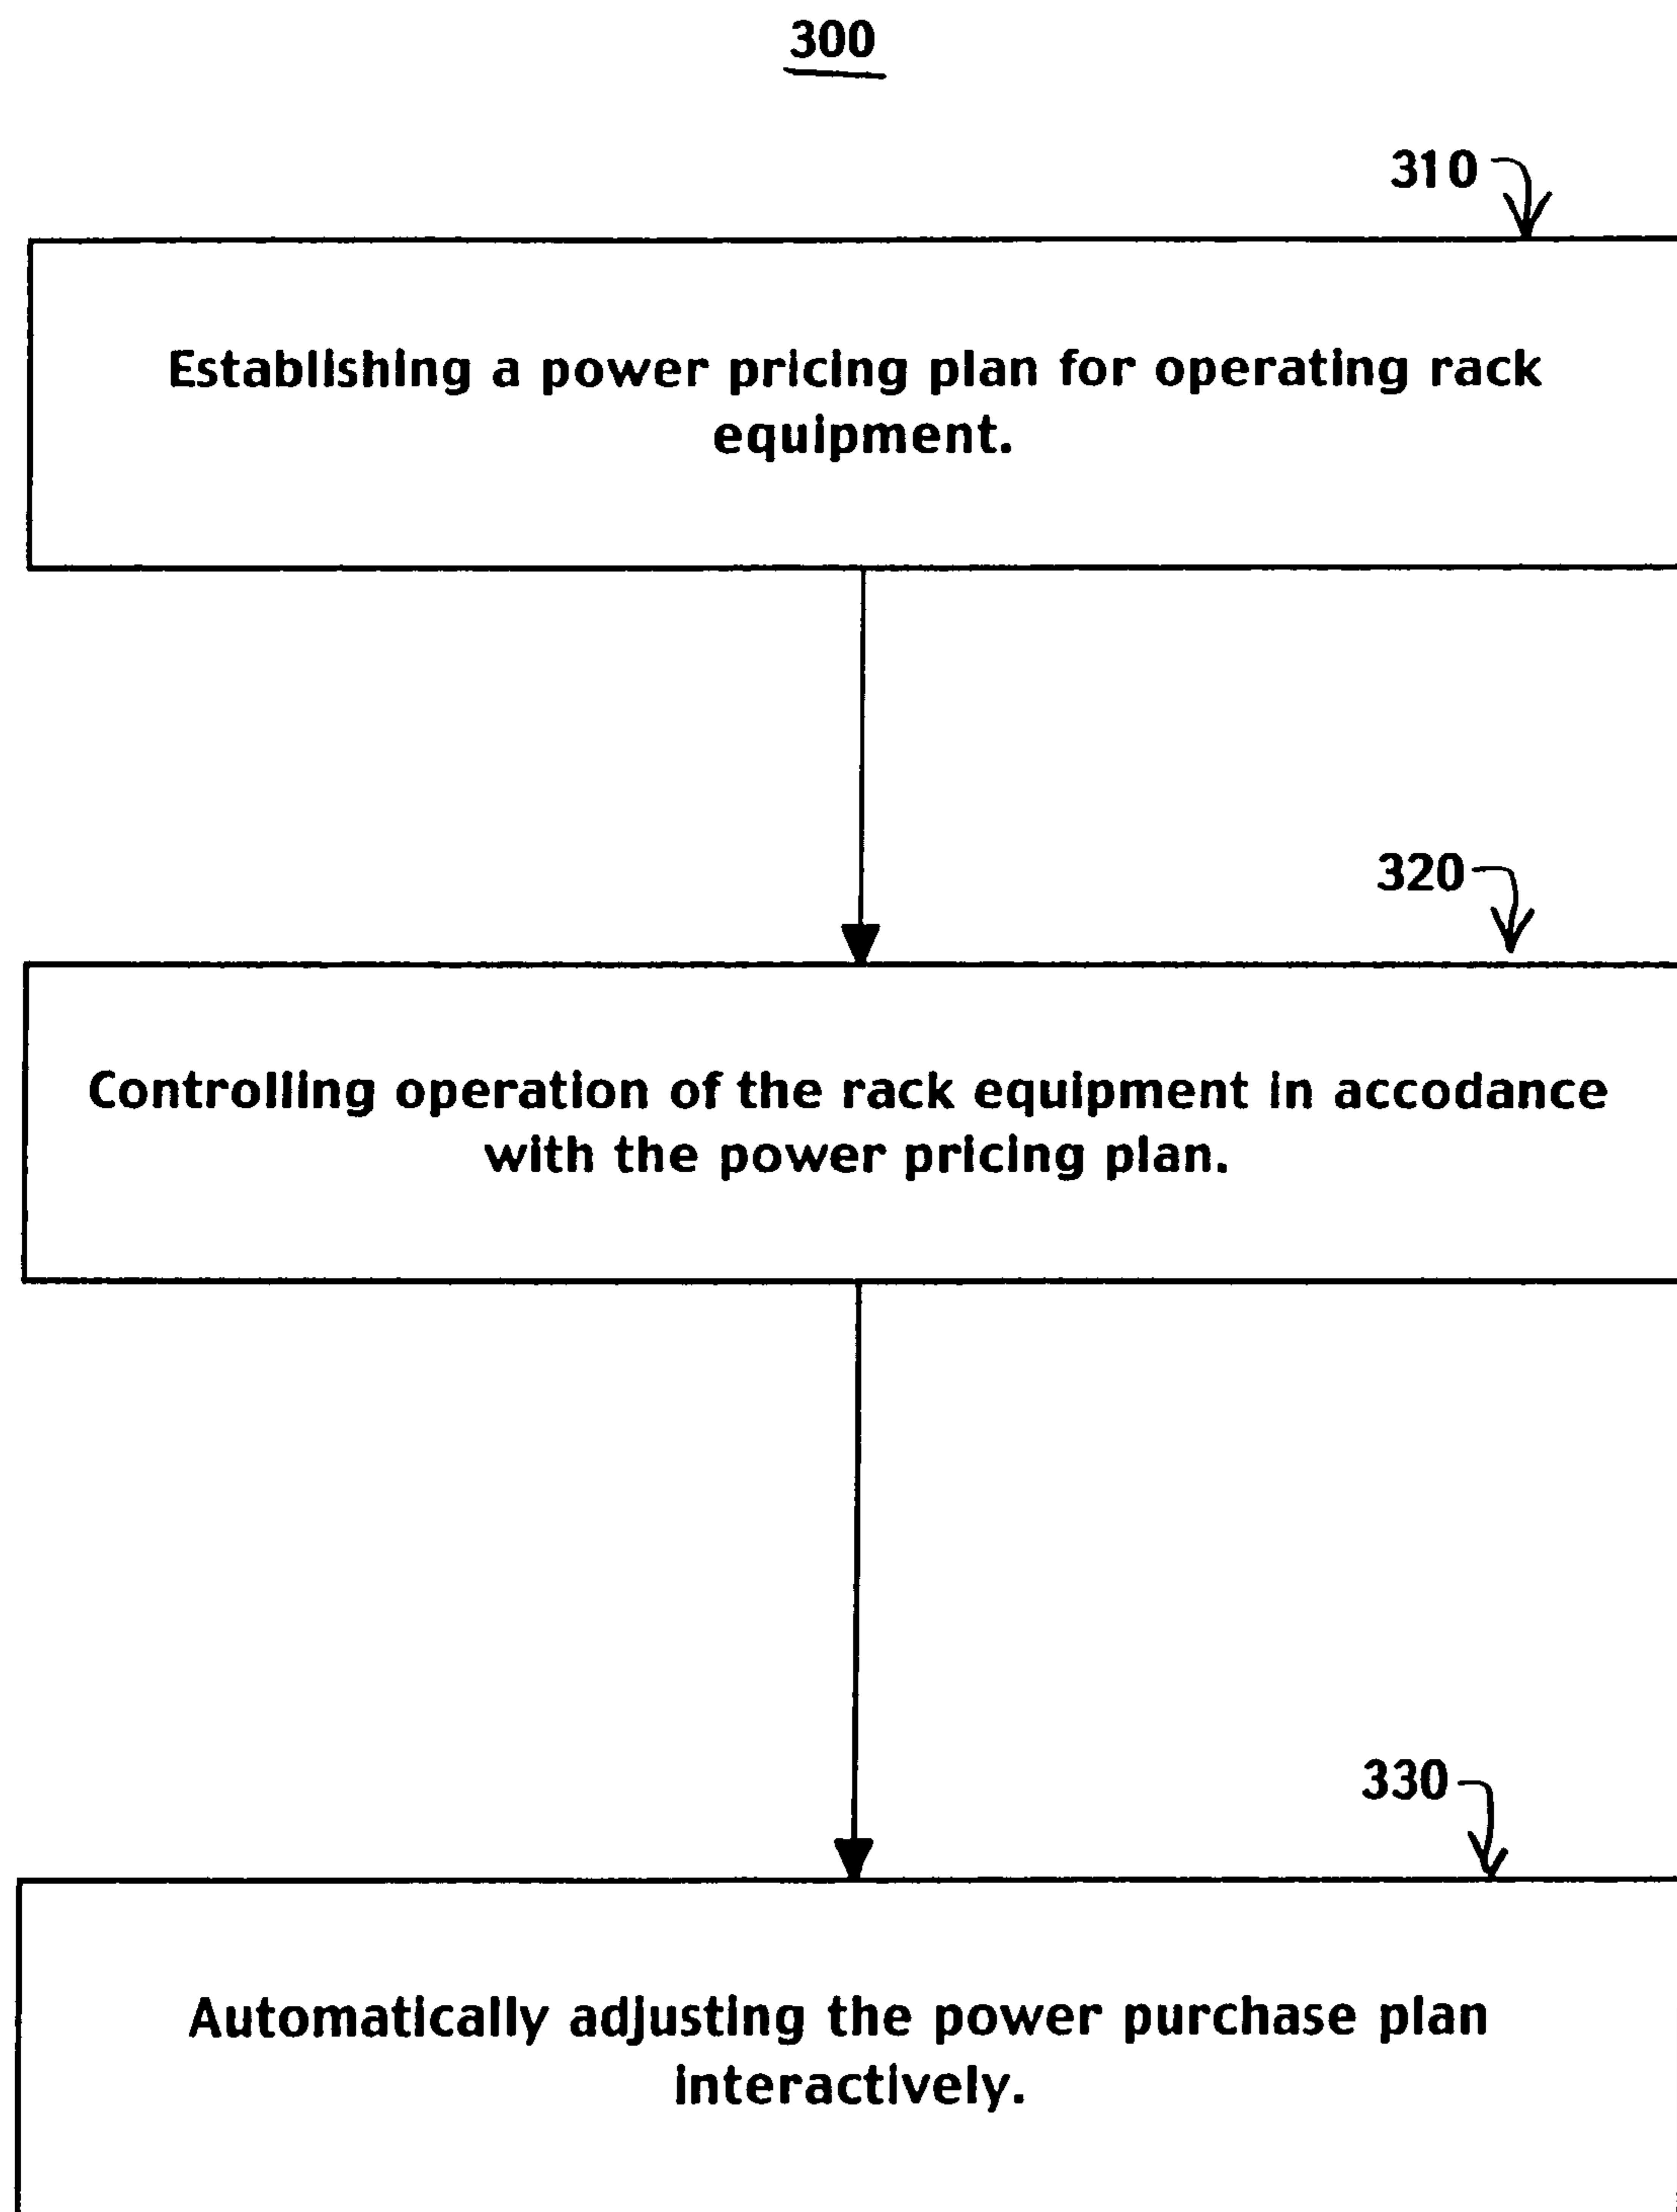 300
310
Establishing a power pricing plan for operating rack
equipment.
320
Controlling operation of the rack equipment in accodance
with the power pricing plan.
330
Automatically adjusting the power purchase plan
interactively.